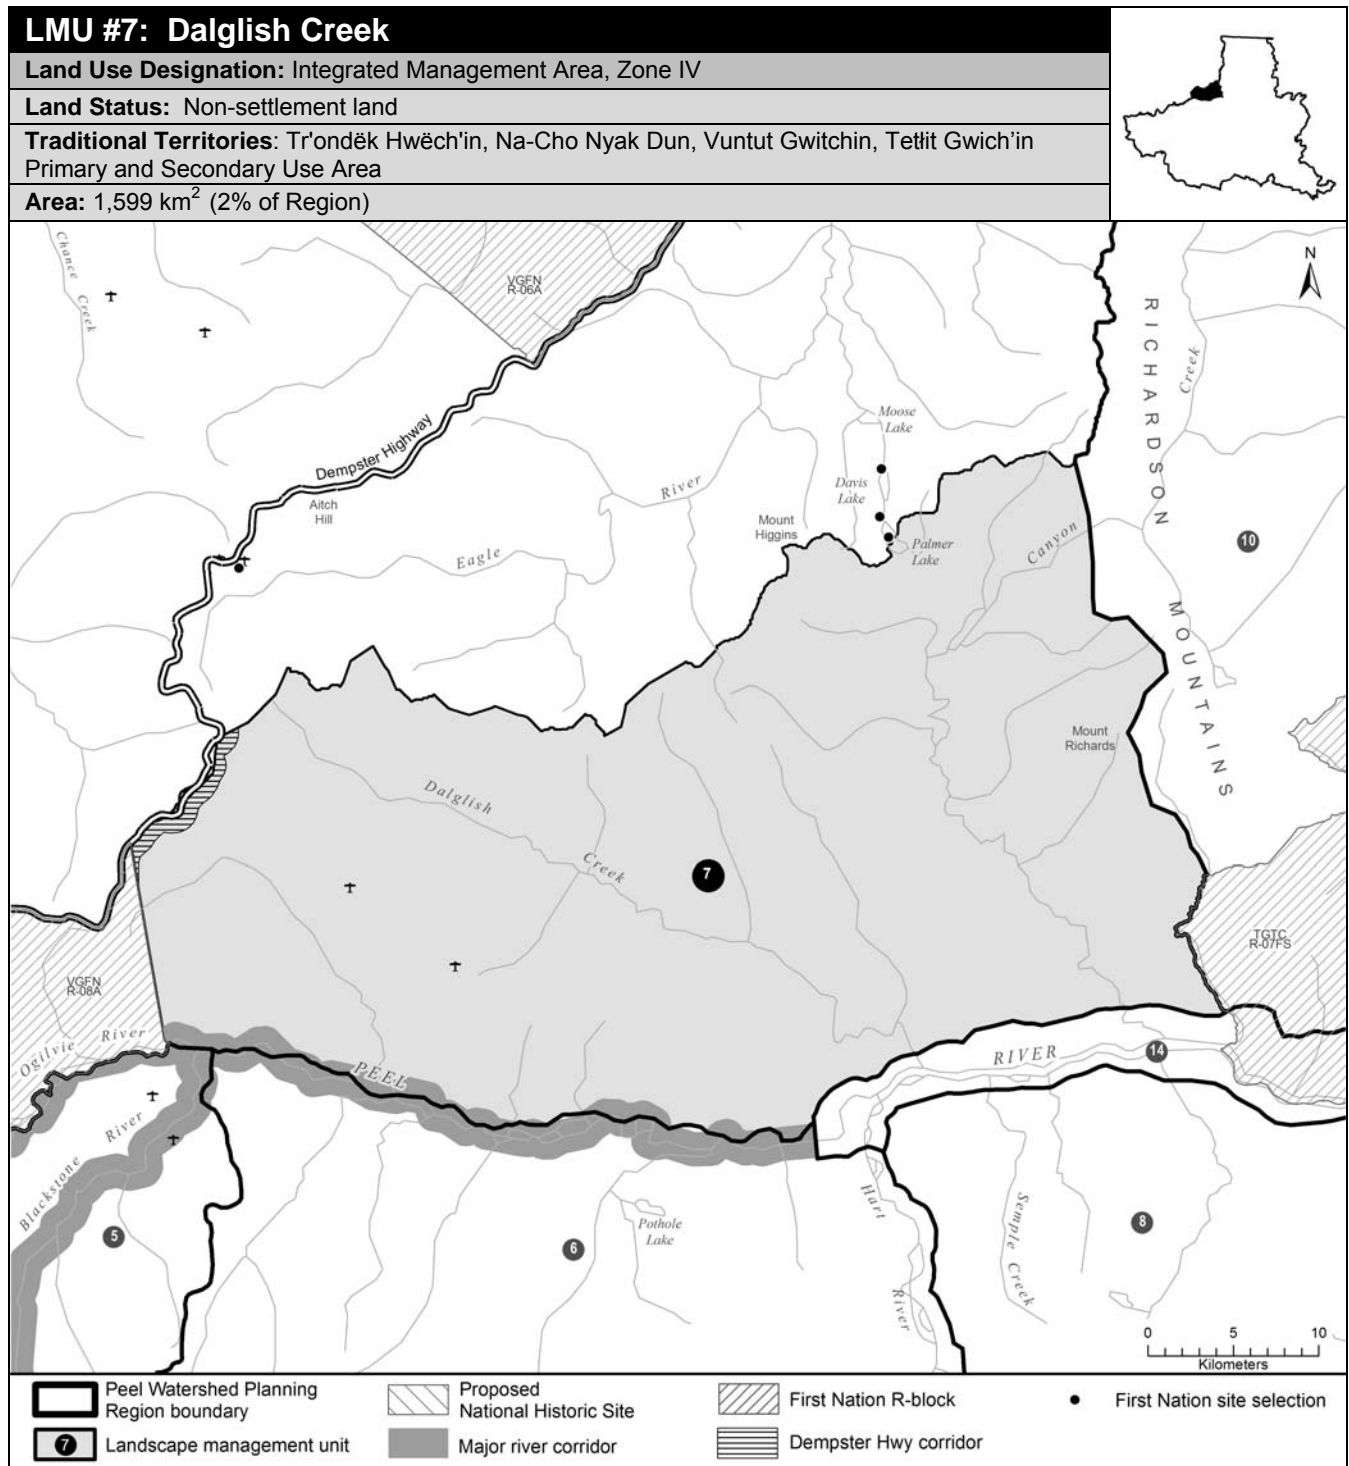 LMU #7: Dalglish Creek
Land Use Designation: Integrated Management Area, Zone IV
Land Status: Non-settlement land
Traditional Territories: Tr'ondëk Hwëch'in, Na-Cho Nyak Dun, Vuntut Gwitchin, Tetłit Gwich’in
Primary and Secondary Use Area
Area: 1,599 km² (2% of Region)
Chance Creek
VGFN
R-06A
N
RICHARDSON
MOUNTAINS
Creek
Moose
Lake
Dempster Highway
River
Davis
Lake
Aitch
Hill
Mount
Higgins
Palmer
Lake
Canyon
10
Eagle
Mount
Richards
Dalglish
Creek
7
TGTC
R-07FS
VGFN
R-08A
Ogilvie River
PEEL
RIVER
14
Blackstone River
5
6
Pothole
Lake
Hart
River
Semple Creek
8
0 5 10
Kilometers
Peel Watershed Planning
Region boundary
Proposed
National Historic Site
First Nation R-block
First Nation site selection
7 Landscape management unit
Major river corridor
Dempster Hwy corridor